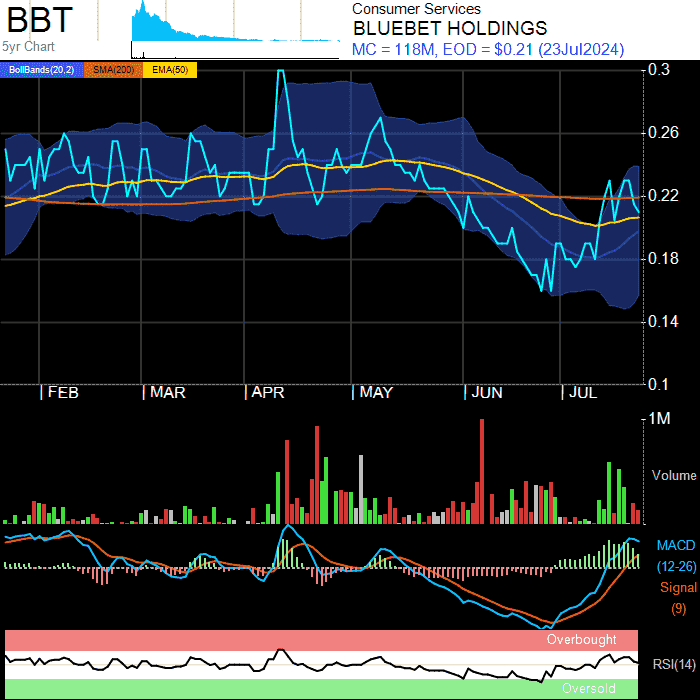 BBT
5yr Chart
Consumer Services
BLUEBET HOLDINGS
MC = 118M, EOD = $0.21 (23Jul2024)
BollBands(20,2) SMA(200) EMA(50)
0.3
0.26
0.22
0.18
0.14
0.1
FEB MAR APR MAY JUN JUL
1M
Volume
MACD
(12-26)
Signal
(9)
Overbought
RSI(14)
Oversold